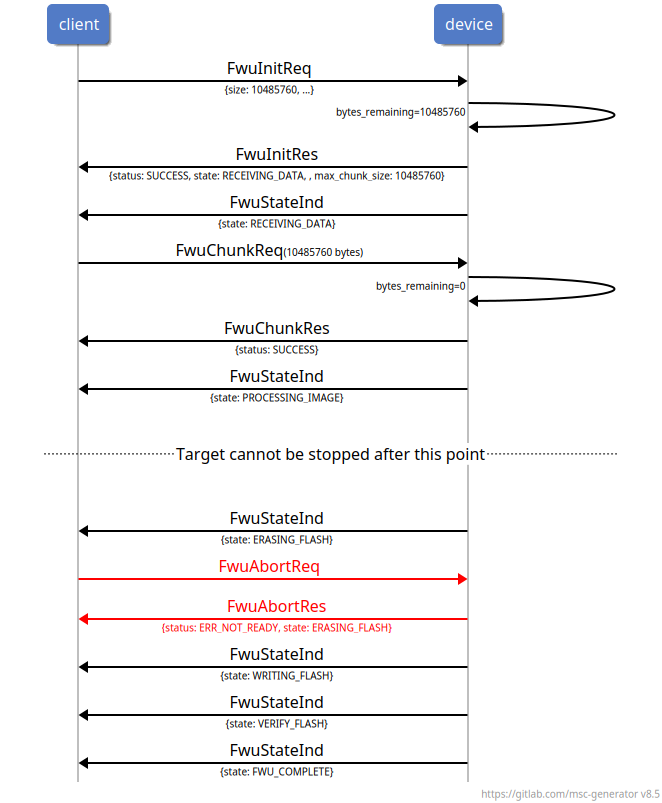 client
device
FwuInitReq
{size: 10485760, ...}
bytes_remaining=10485760
FwuInitRes
{status: SUCCESS, state: RECEIVING_DATA, , max_chunk_size: 10485760}
FwuStateInd
{state: RECEIVING_DATA}
FwuChunkReq(10485760 bytes)
bytes_remaining=0
FwuChunkRes
{status: SUCCESS}
FwuStateInd
{state: PROCESSING_IMAGE}
Target cannot be stopped after this point
FwuStateInd
{state: ERASING_FLASH}
FwuAbortReq
FwuAbortRes
{status: ERR_NOT_READY, state: ERASING_FLASH}
FwuStateInd
{state: WRITING_FLASH}
FwuStateInd
{state: VERIFY_FLASH}
FwuStateInd
{state: FWU_COMPLETE}
https://gitlab.com/msc-generator v8.5